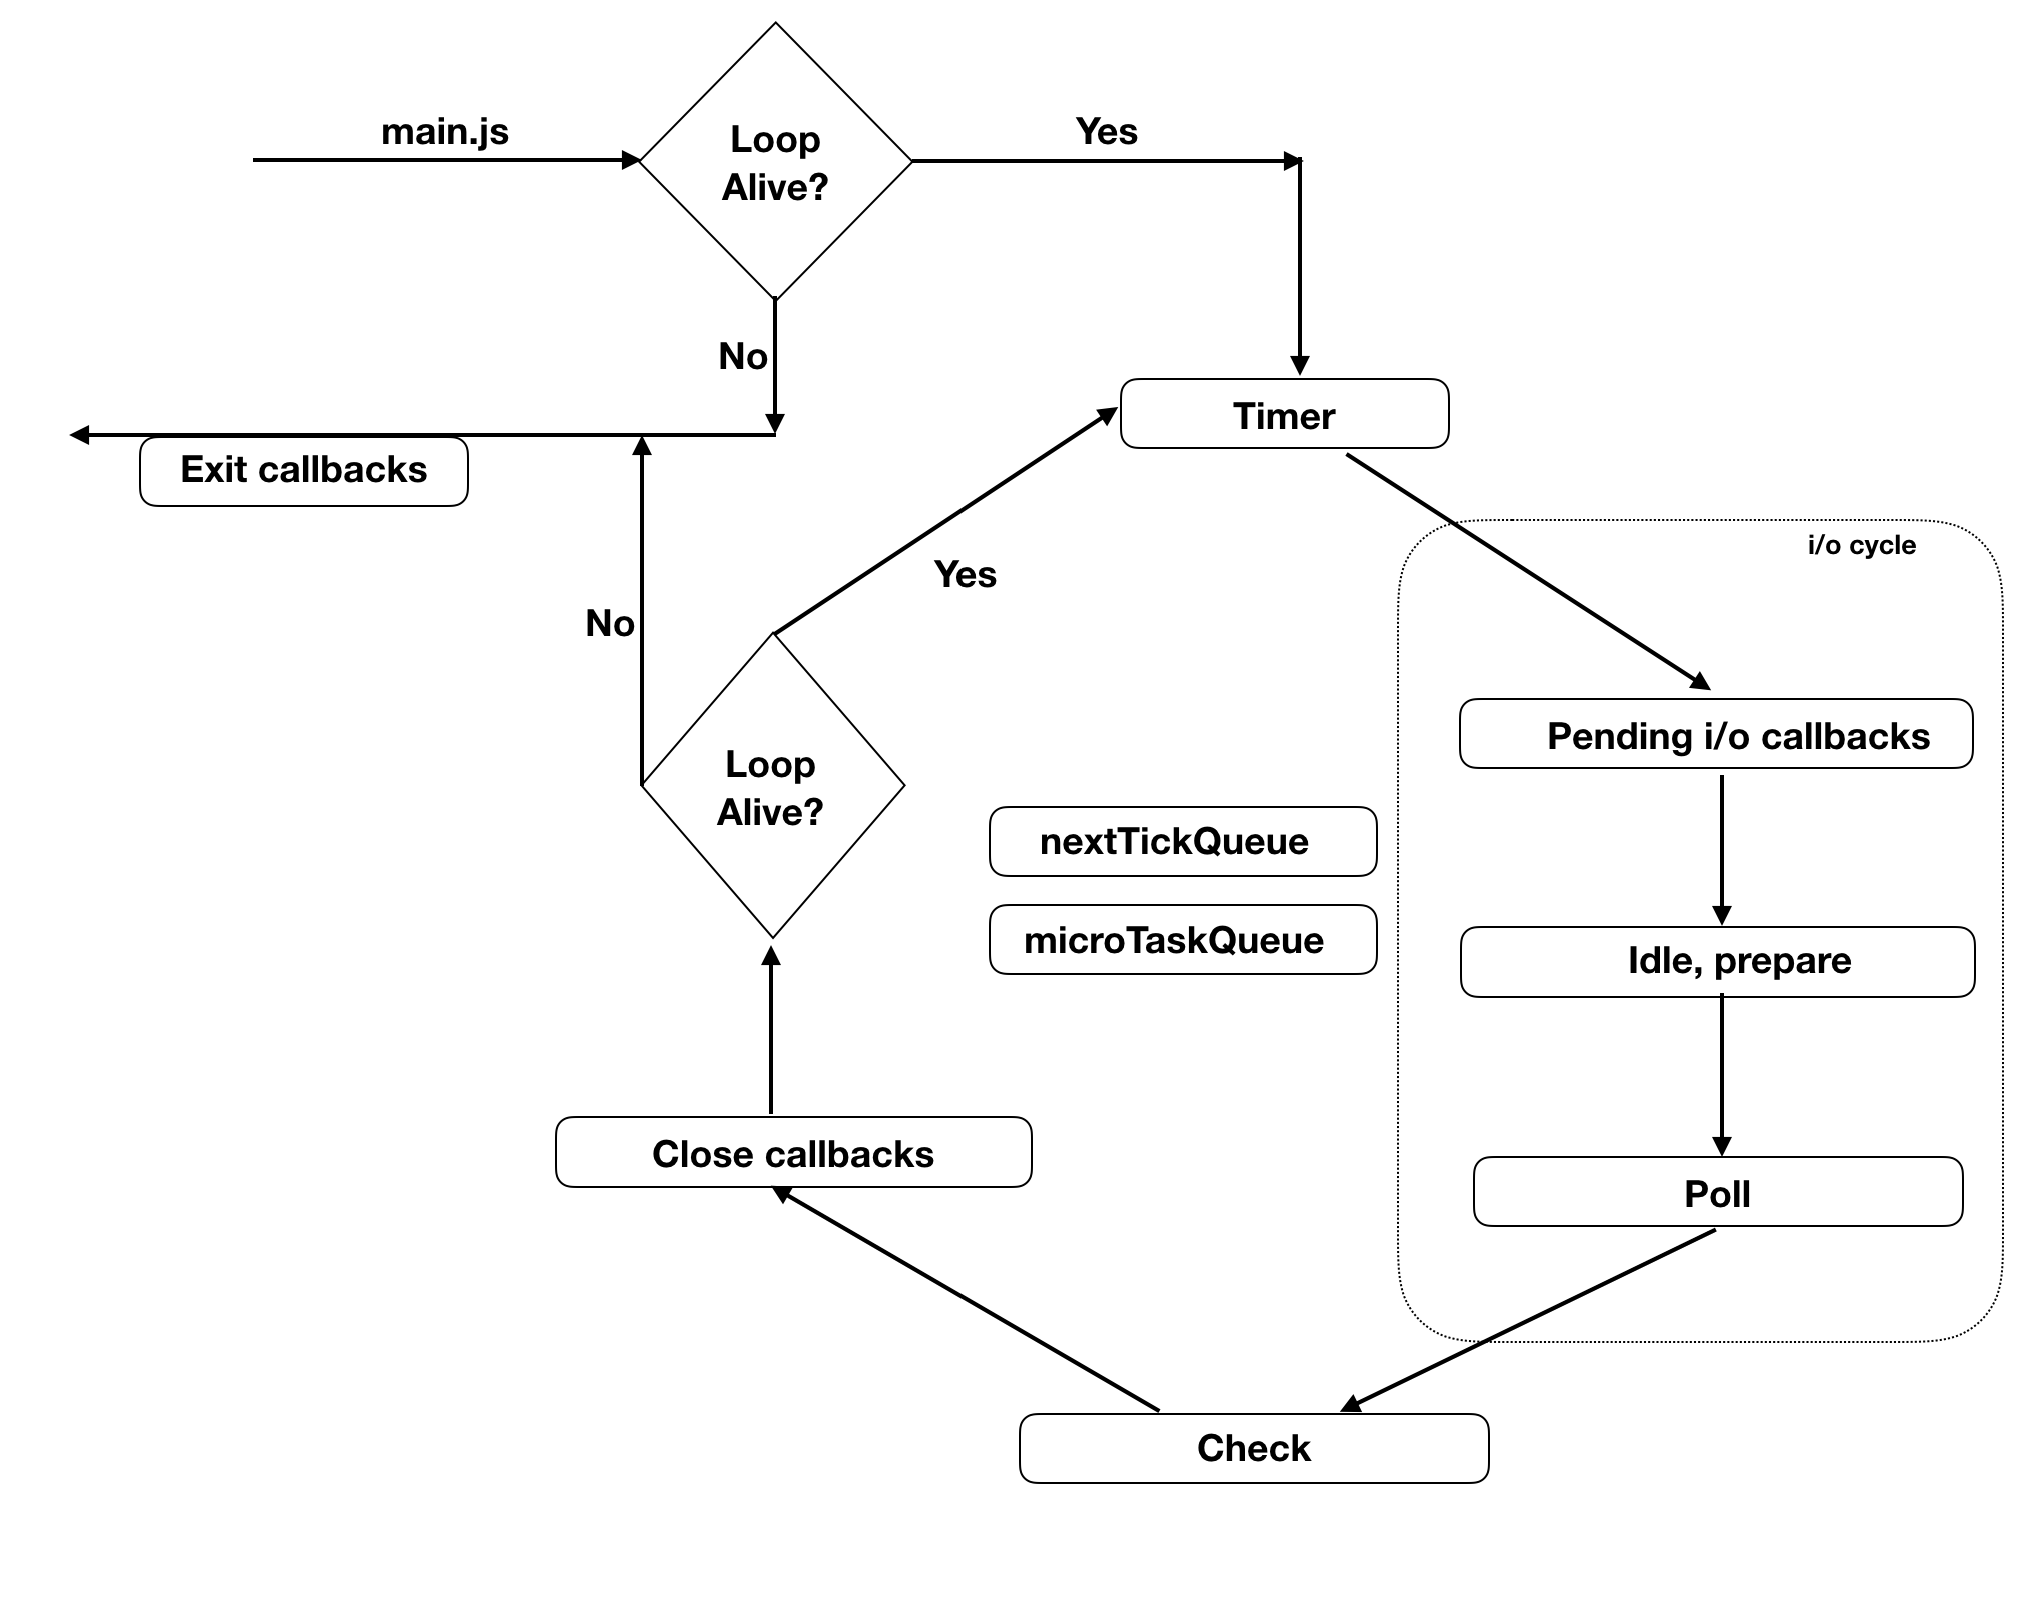 main.js
Loop
Alive?
Yes
No
Exit callbacks
Timer
i/o cycle
Yes
No
Pending i/o callbacks
Loop
Alive?
nextTickQueue
microTaskQueue
Idle, prepare
Close callbacks
Poll
Check